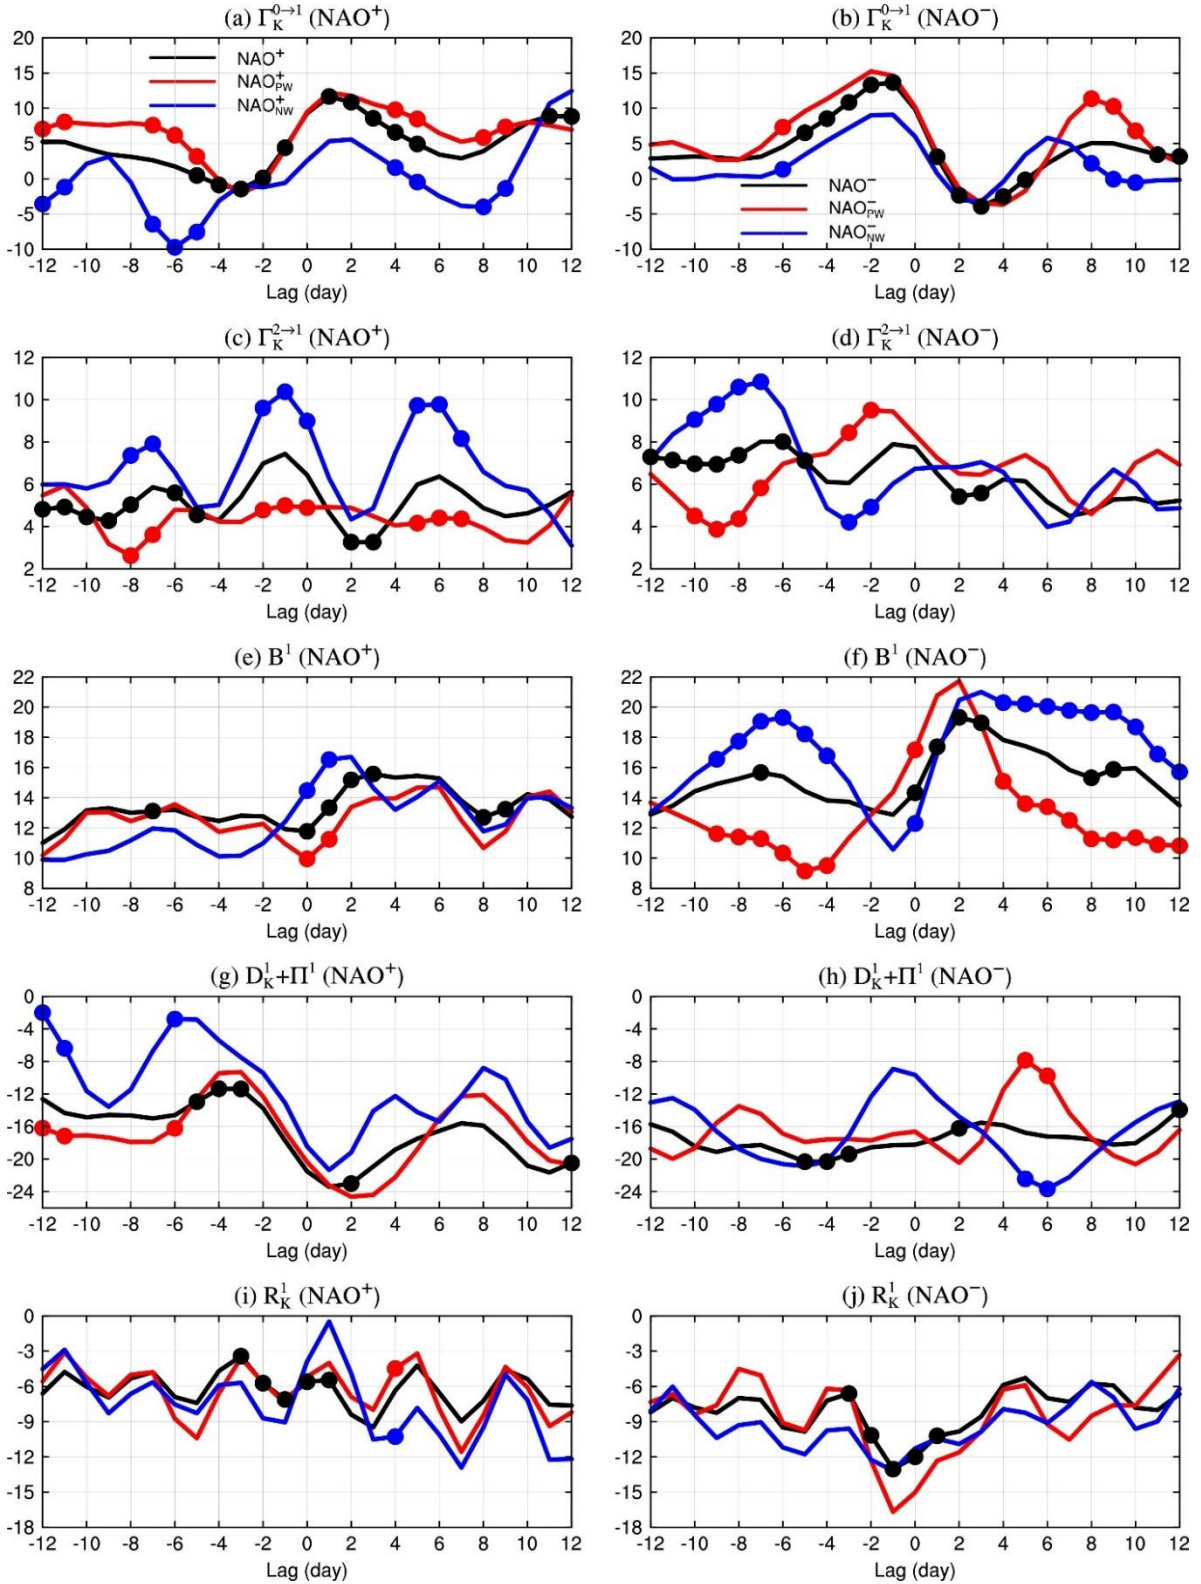 (a) Γ_K^{0→1} (NAO⁺)
NAO⁺
NAO⁺_PW
NAO⁺_NW
20
15
10
5
0
-5
-10
-12 -10 -8 -6 -4 -2 0 2 4 6 8 10 12
Lag (day)
(b) Γ_K^{0→1} (NAO⁻)
NAO⁻
NAO⁻_PW
NAO⁻_NW
20
15
10
5
0
-5
-10
-12 -10 -8 -6 -4 -2 0 2 4 6 8 10 12
Lag (day)
(c) Γ_K^{2→1} (NAO⁺)
12
10
8
6
4
2
-12 -10 -8 -6 -4 -2 0 2 4 6 8 10 12
Lag (day)
(d) Γ_K^{2→1} (NAO⁻)
12
10
8
6
4
2
-12 -10 -8 -6 -4 -2 0 2 4 6 8 10 12
Lag (day)
(e) B¹ (NAO⁺)
22
20
18
16
14
12
10
8
-12 -10 -8 -6 -4 -2 0 2 4 6 8 10 12
Lag (day)
(f) B¹ (NAO⁻)
22
20
18
16
14
12
10
8
-12 -10 -8 -6 -4 -2 0 2 4 6 8 10 12
Lag (day)
(g) D_K¹+Π¹ (NAO⁺)
0
-4
-8
-12
-16
-20
-24
-12 -10 -8 -6 -4 -2 0 2 4 6 8 10 12
Lag (day)
(h) D_K¹+Π¹ (NAO⁻)
0
-4
-8
-12
-16
-20
-24
-12 -10 -8 -6 -4 -2 0 2 4 6 8 10 12
Lag (day)
(i) R_K¹ (NAO⁺)
0
-3
-6
-9
-12
-15
-18
-12 -10 -8 -6 -4 -2 0 2 4 6 8 10 12
Lag (day)
(j) R_K¹ (NAO⁻)
0
-3
-6
-9
-12
-15
-18
-12 -10 -8 -6 -4 -2 0 2 4 6 8 10 12
Lag (day)